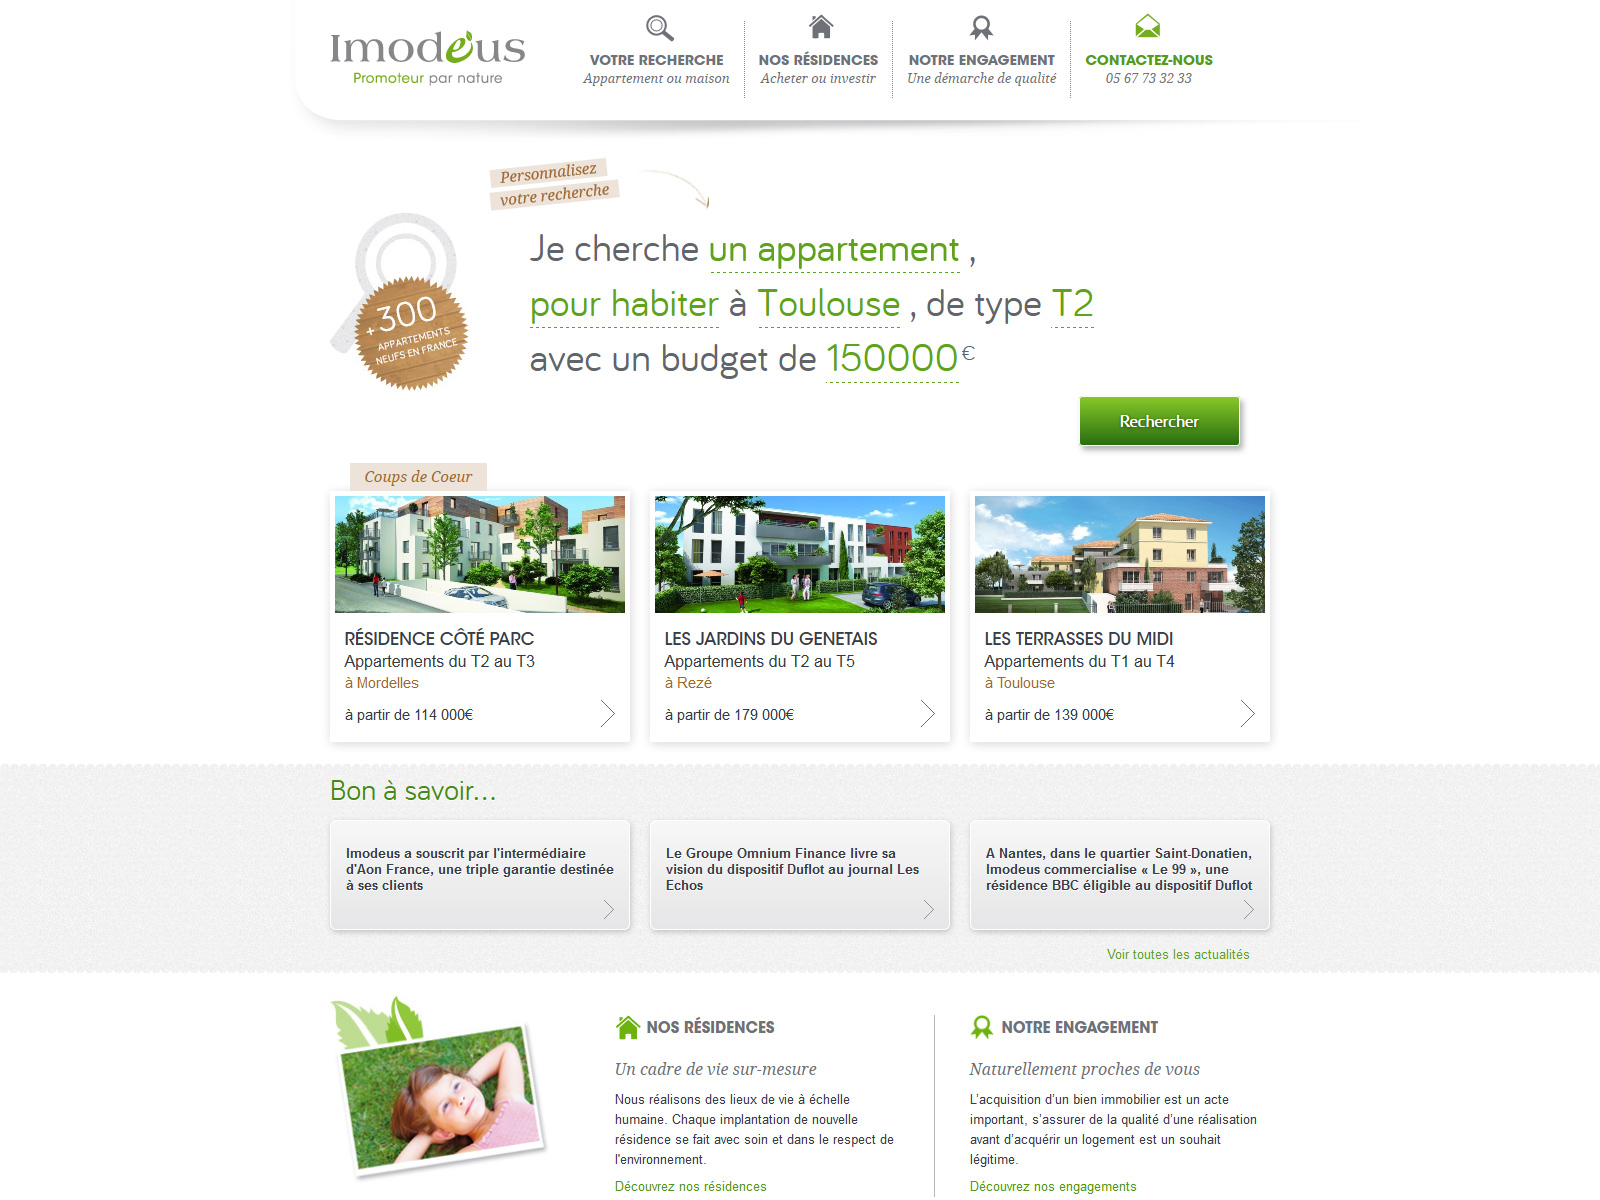 Imodeus
Promoteur par nature
VOTRE RECHERCHE
Appartement ou maison
NOS RÉSIDENCES
Acheter ou investir
NOTRE ENGAGEMENT
Une démarche de qualité
CONTACTEZ-NOUS
05 67 73 32 33
Personnalisez
votre recherche
+300
APPARTEMENTS
NEUFS EN FRANCE
Je cherche un appartement ,
pour habiter à Toulouse , de type T2
avec un budget de 150000 €
Rechercher
Coups de Coeur
RÉSIDENCE CÔTÉ PARC
Appartements du T2 au T3
à Mordelles
à partir de 114 000€
LES JARDINS DU GENETAIS
Appartements du T2 au T5
à Rezé
à partir de 179 000€
LES TERRASSES DU MIDI
Appartements du T1 au T4
à Toulouse
à partir de 139 000€
Bon à savoir...
Imodeus a souscrit par l'intermédiaire
d'Aon France, une triple garantie destinée
à ses clients
Le Groupe Omnium Finance livre sa
vision du dispositif Duflot au journal Les
Echos
A Nantes, dans le quartier Saint-Donatien,
Imodeus commercialise « Le 99 », une
résidence BBC éligible au dispositif Duflot
Voir toutes les actualités
NOS RÉSIDENCES
Un cadre de vie sur-mesure
Nous réalisons des lieux de vie à échelle
humaine. Chaque implantation de nouvelle
résidence se fait avec soin et dans le respect de
l'environnement.
Découvrez nos résidences
NOTRE ENGAGEMENT
Naturellement proches de vous
L’acquisition d’un bien immobilier est un acte
important, s’assurer de la qualité d’une réalisation
avant d’acquérir un logement est un souhait
légitime.
Découvrez nos engagements